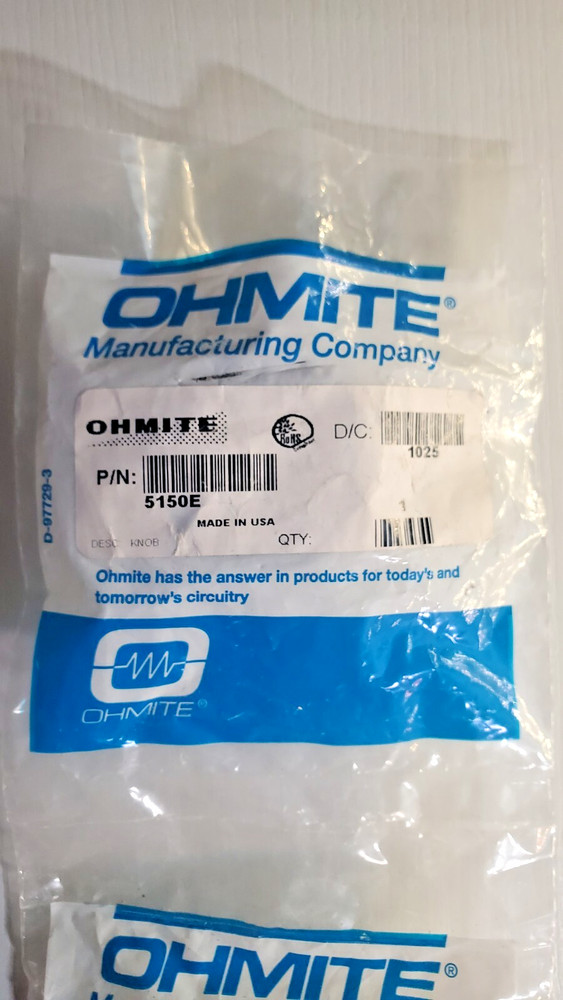 OHMITE®
Manufacturing Company
OHMITE
RoHS
D/C:
1025
P/N:
5150E
MADE IN USA
1
DESC KNOB
QTY:
D-97729-3
Ohmite has the answer in products for today's and
tomorrow's circuitry
OHMITE®
OHMITE®